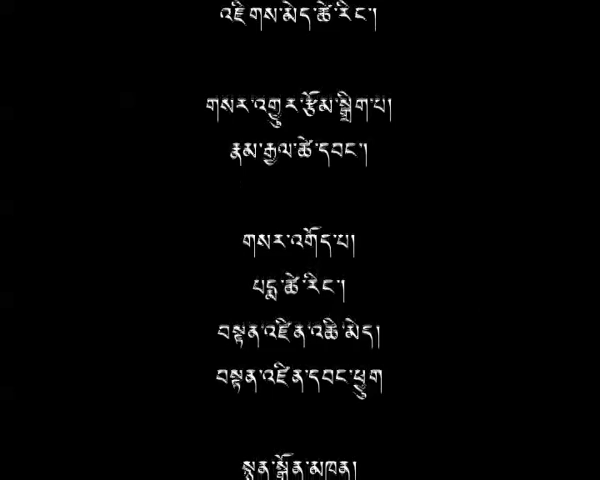 འཇིགས་མེད་ཚེ་རིང་།
གསར་འགྱུར་རྩོམ་སྒྲིག་པ།
རྣམ་རྒྱལ་ཚེ་དབང་།
གསར་འགོད་པ།
པདྨ་ཚེ་རིང་།
བསྟན་འཛིན་འཆི་མེད།
བསྟན་འཛིན་དབང་ཕྱུག
སྙན་སྒྲོན་མཁན།